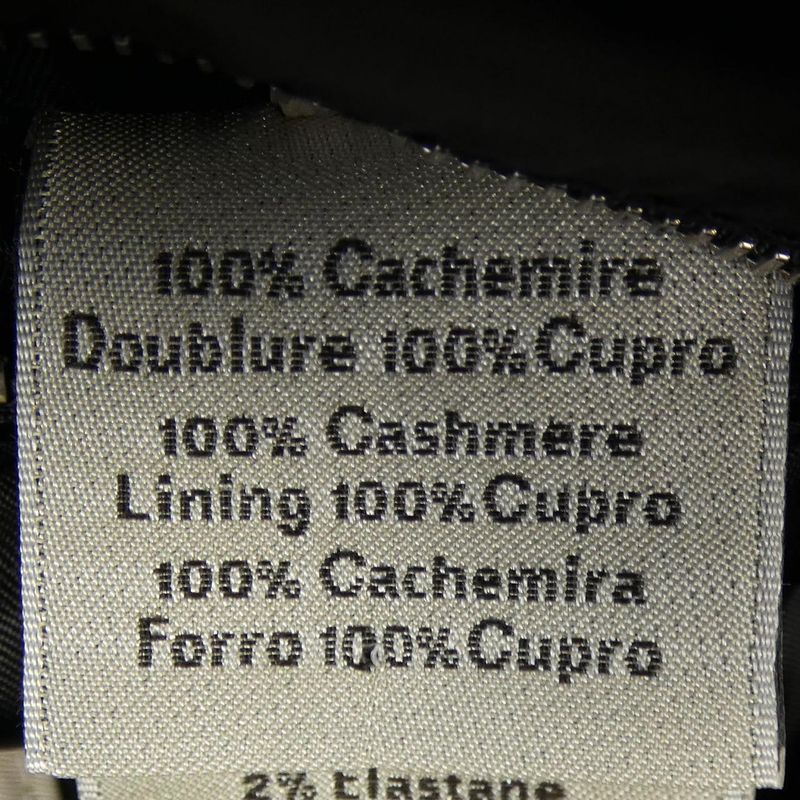 100% Cachemire
Doublure 100% Cupro
100% Cashmere
Lining 100% Cupro
100% Cachemira
Forro 100% Cupro
2% Elastane